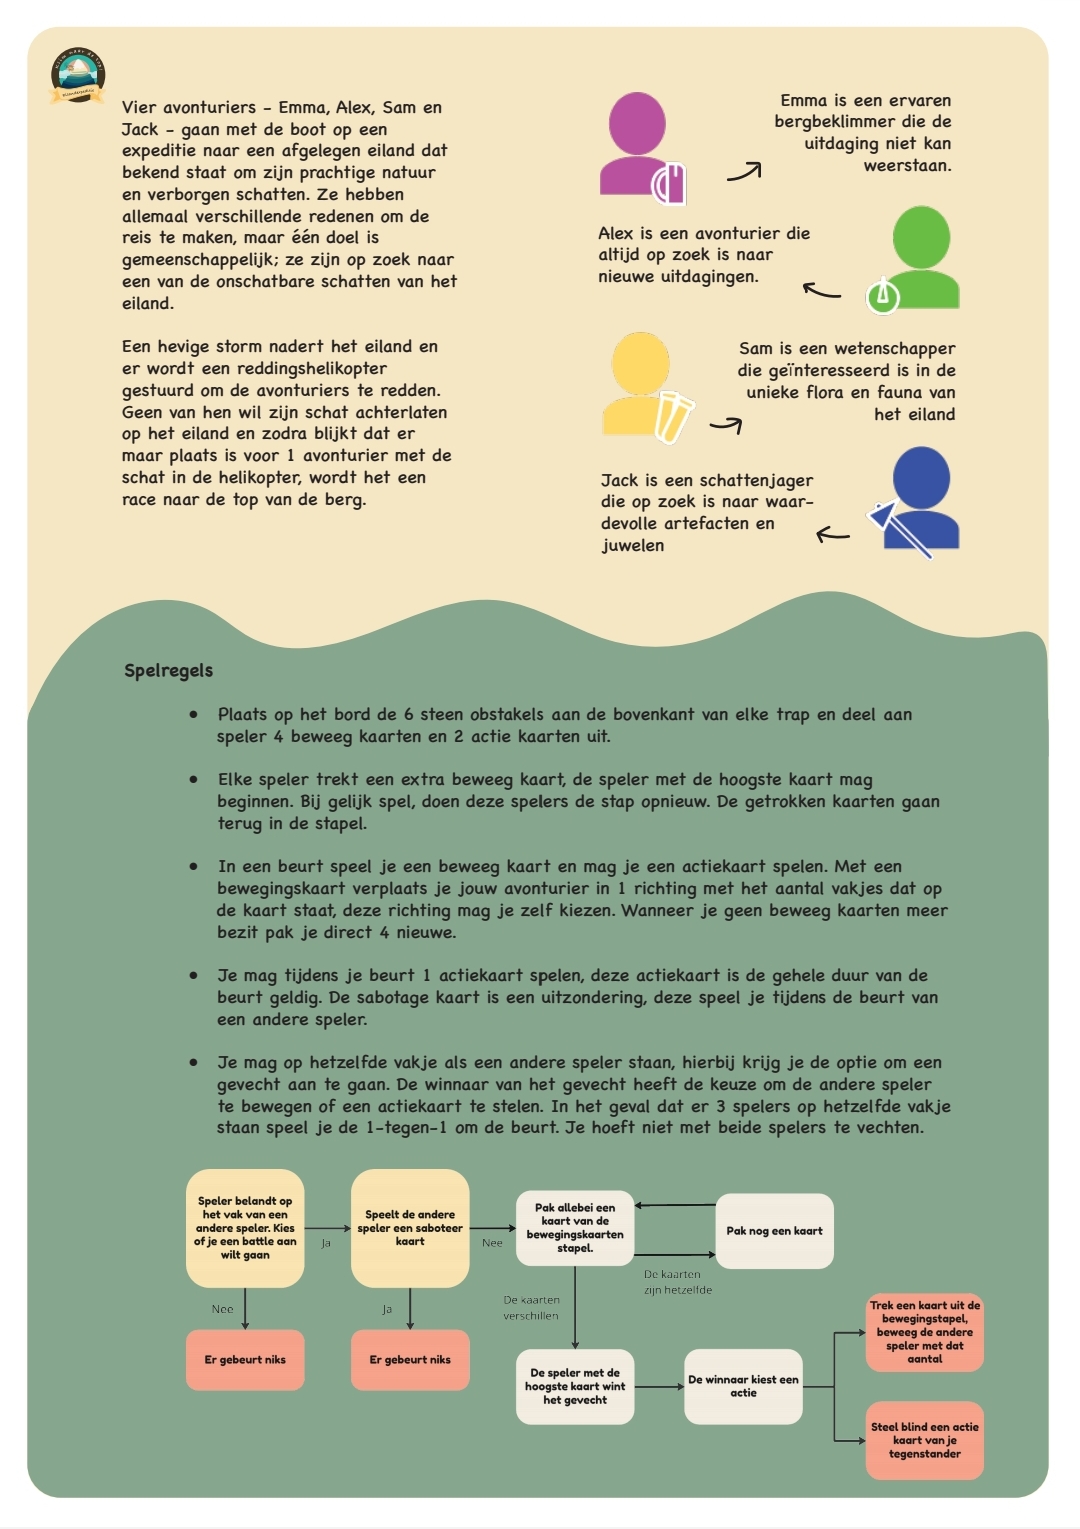 Vier avonturiers - Emma, Alex, Sam en
Jack - gaan met de boot op een
expeditie naar een afgelegen eiland dat
bekend staat om zijn prachtige natuur
en verborgen schatten. Ze hebben
allemaal verschillende redenen om de
reis te maken, maar één doel is
gemeenschappelijk; ze zijn op zoek naar
een van de onschatbare schatten van het
eiland.
Een hevige storm nadert het eiland en
er wordt een reddingshelikopter
gestuurd om de avonturiers te redden.
Geen van hen wil zijn schat achterlaten
op het eiland en zodra blijkt dat er
maar plaats is voor 1 avonturier met de
schat in de helikopter, wordt het een
race naar de top van de berg.
Emma is een ervaren
bergbeklimmer die de
uitdaging niet kan
weerstaan.
Alex is een avonturier die
altijd op zoek is naar
nieuwe uitdagingen.
Sam is een wetenschapper
die geïnteresseerd is in de
unieke flora en fauna van
het eiland
Jack is een schattenjager
die op zoek is naar waar-
devolle artefacten en
juwelen
Spelregels
• Plaats op het bord de 6 steen obstakels aan de bovenkant van elke trap en deel aan
speler 4 beweeg kaarten en 2 actie kaarten uit.
• Elke speler trekt een extra beweeg kaart, de speler met de hoogste kaart mag
beginnen. Bij gelijk spel, doen deze spelers de stap opnieuw. De getrokken kaarten gaan
terug in de stapel.
• In een beurt speel je een beweeg kaart en mag je een actiekaart spelen. Met een
bewegingskaart verplaats je jouw avonturier in 1 richting met het aantal vakjes dat op
de kaart staat, deze richting mag je zelf kiezen. Wanneer je geen beweeg kaarten meer
bezit pak je direct 4 nieuwe.
• Je mag tijdens je beurt 1 actiekaart spelen, deze actiekaart is de gehele duur van de
beurt geldig. De sabotage kaart is een uitzondering, deze speel je tijdens de beurt van
een andere speler.
• Je mag op hetzelfde vakje als een andere speler staan, hierbij krijg je de optie om een
gevecht aan te gaan. De winnaar van het gevecht heeft de keuze om de andere speler
te bewegen of een actiekaart te stelen. In het geval dat er 3 spelers op hetzelfde vakje
staan speel je de 1-tegen-1 om de beurt. Je hoeft niet met beide spelers te vechten.
Speler belandt op
het vak van een
andere speler. Kies
of je een battle aan
wilt gaan
Ja
Nee
Er gebeurt niks
Speelt de andere
speler een saboteer
kaart
Nee
Ja
Er gebeurt niks
Pak allebei een
kaart van de
bewegingskaarten
stapel.
Pak nog een kaart
De kaarten
zijn hetzelfde
De kaarten
verschillen
De speler met de
hoogste kaart wint
het gevecht
De winnaar kiest een
actie
Trek een kaart uit de
bewegingstapel,
beweeg de andere
speler met dat
aantal
Steel blind een actie
kaart van je
tegenstander